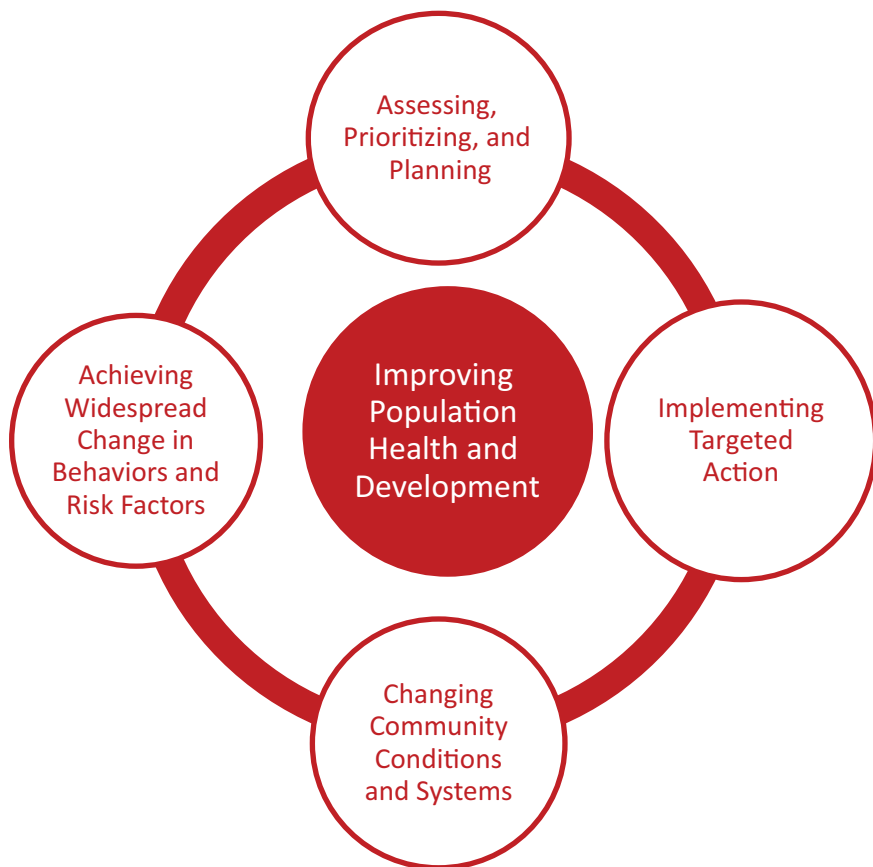 Assessing,
Prioritizing, and
Planning
Achieving
Widespread
Change in
Behaviors and
Risk Factors
Improving
Population
Health and
Development
Implementing
Targeted
Action
Changing
Community
Conditions
and Systems